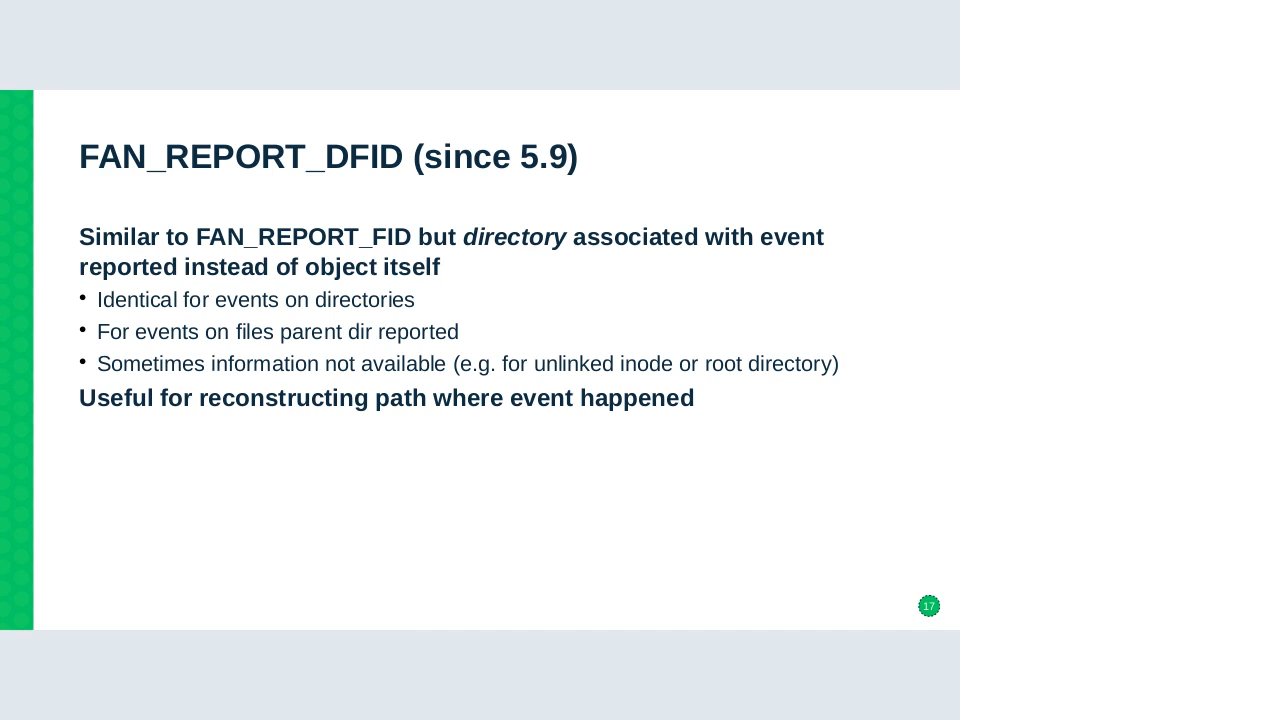 FAN_REPORT_DFID (since 5.9)
Similar to FAN_REPORT_FID but directory associated with event
reported instead of object itself
• Identical for events on directories
• For events on files parent dir reported
• Sometimes information not available (e.g. for unlinked inode or root directory)
Useful for reconstructing path where event happened
17